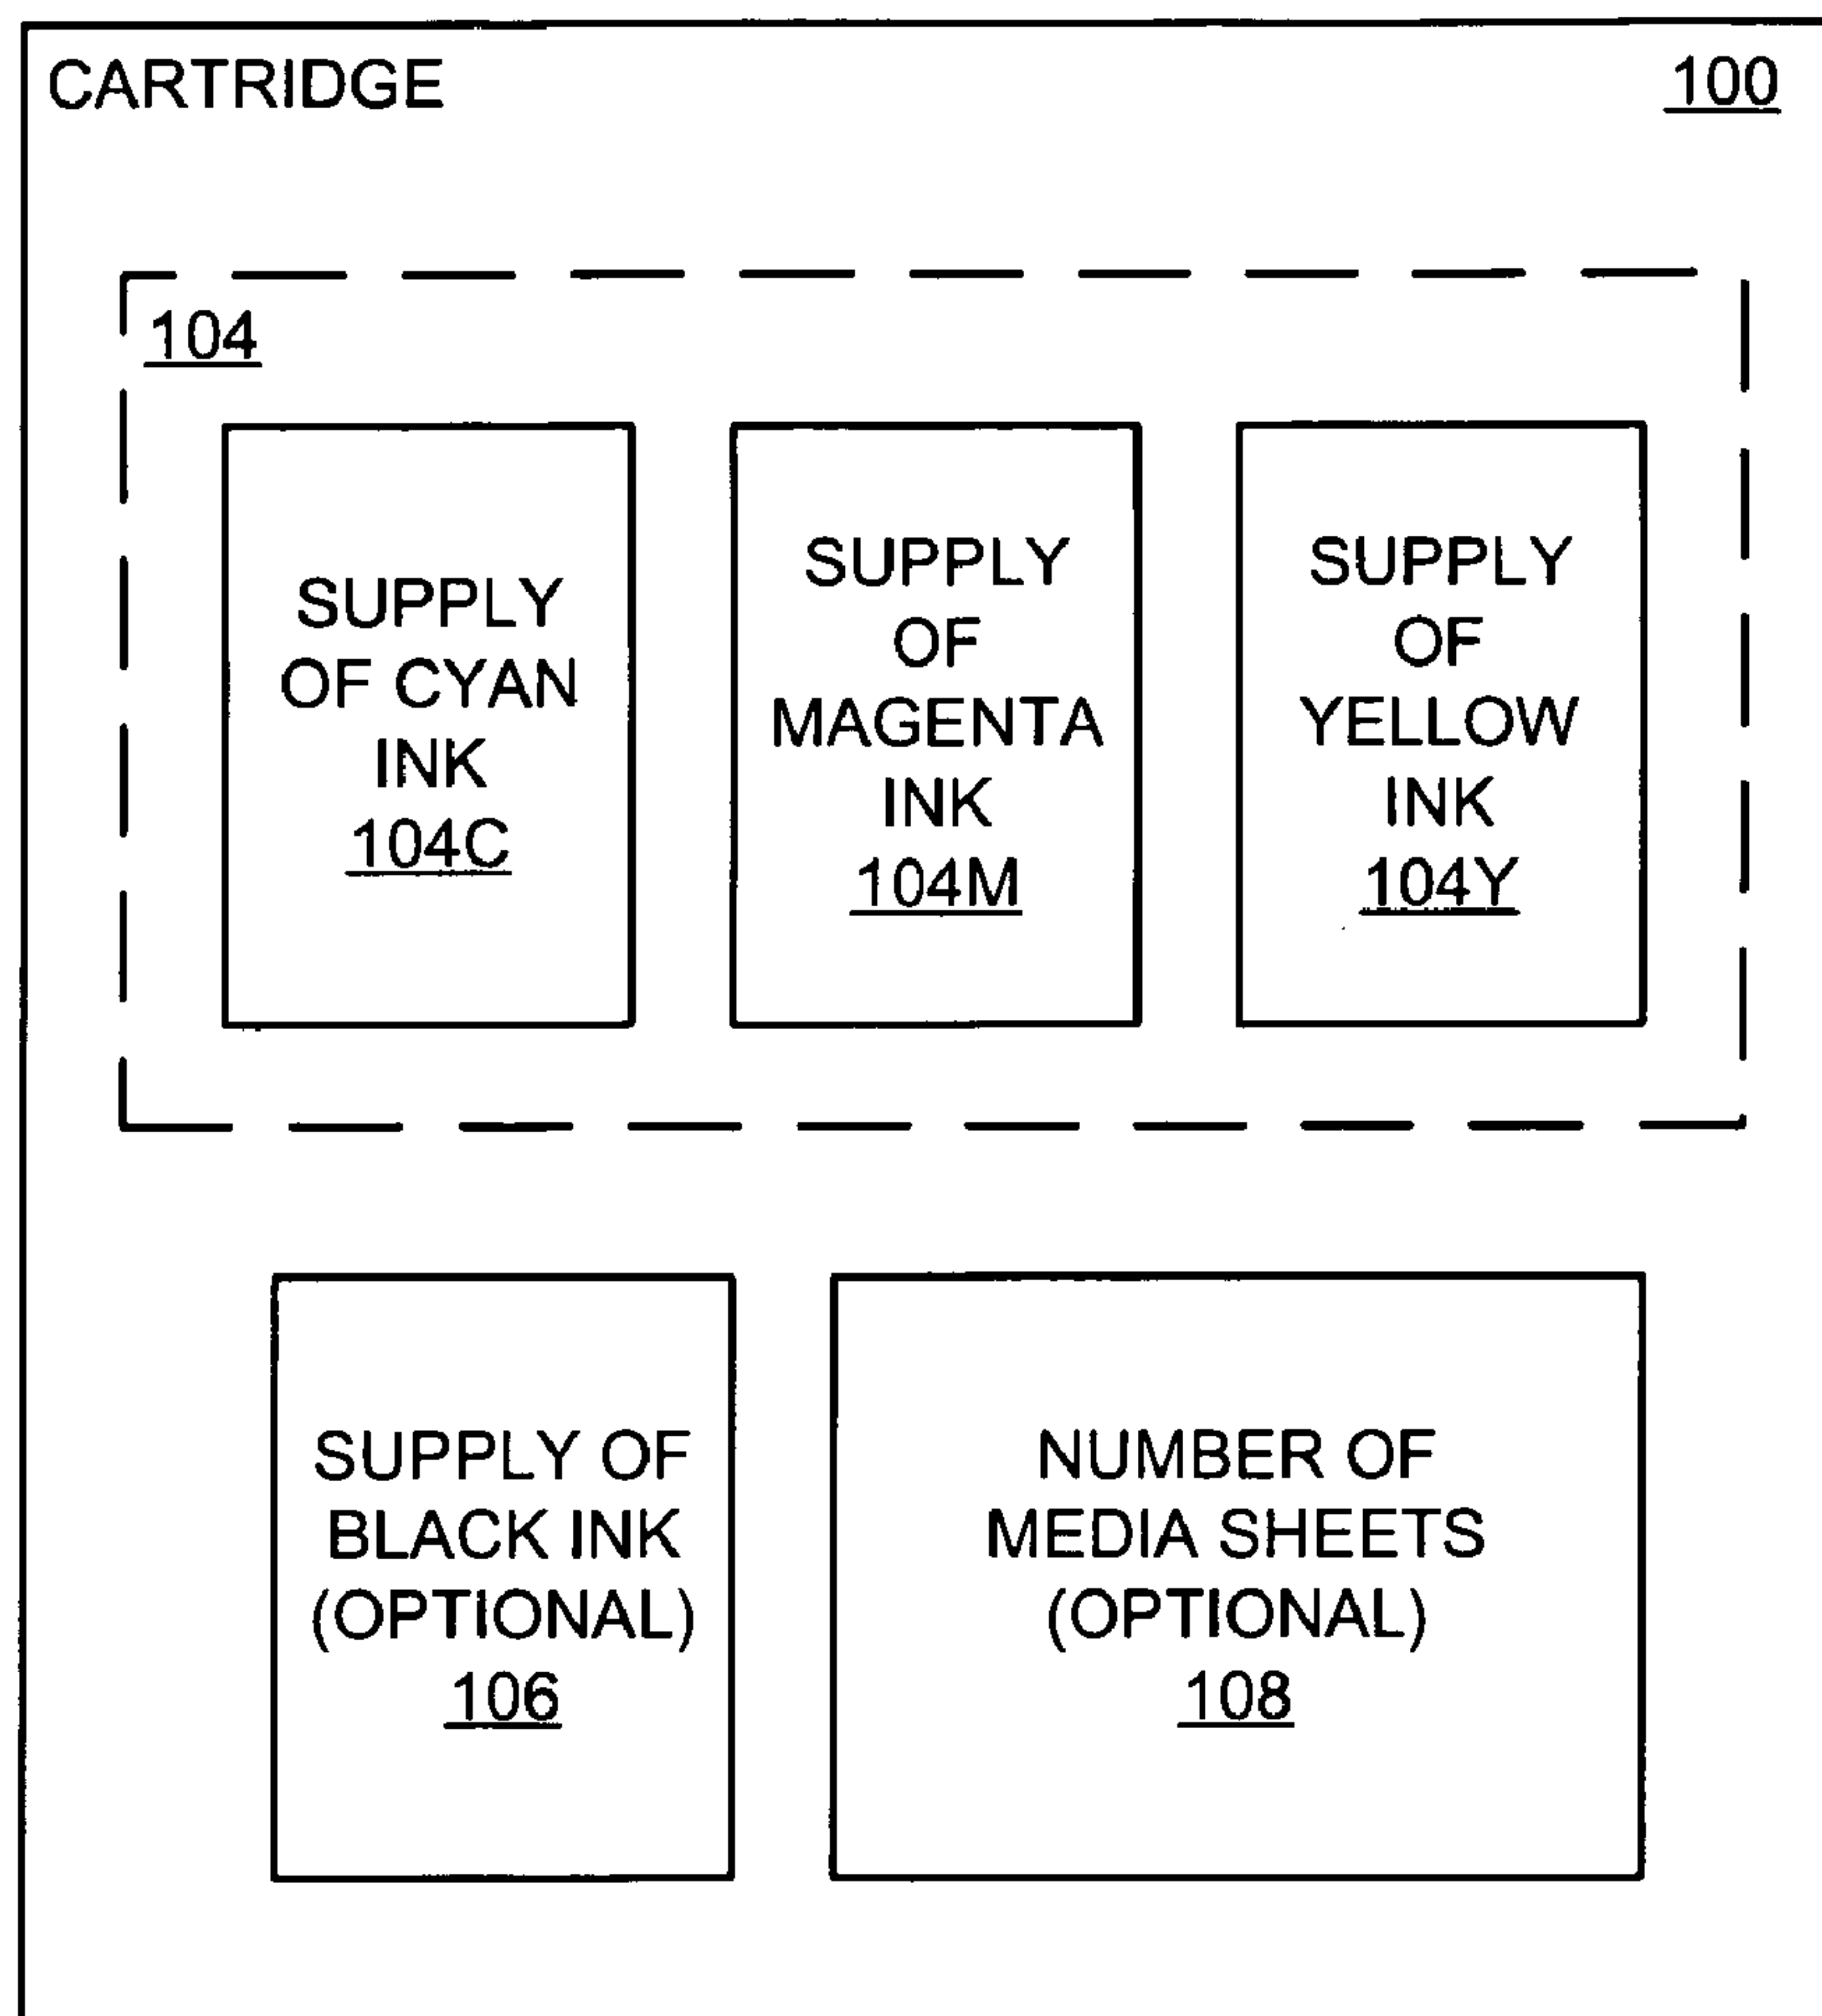 CARTRIDGE
100
104
SUPPLY
OF CYAN
INK
104C
SUPPLY
OF
MAGENTA
INK
104M
SUPPLY
OF
YELLOW
INK
104Y
SUPPLY OF
BLACK INK
(OPTIONAL)
106
NUMBER OF
MEDIA SHEETS
(OPTIONAL)
108